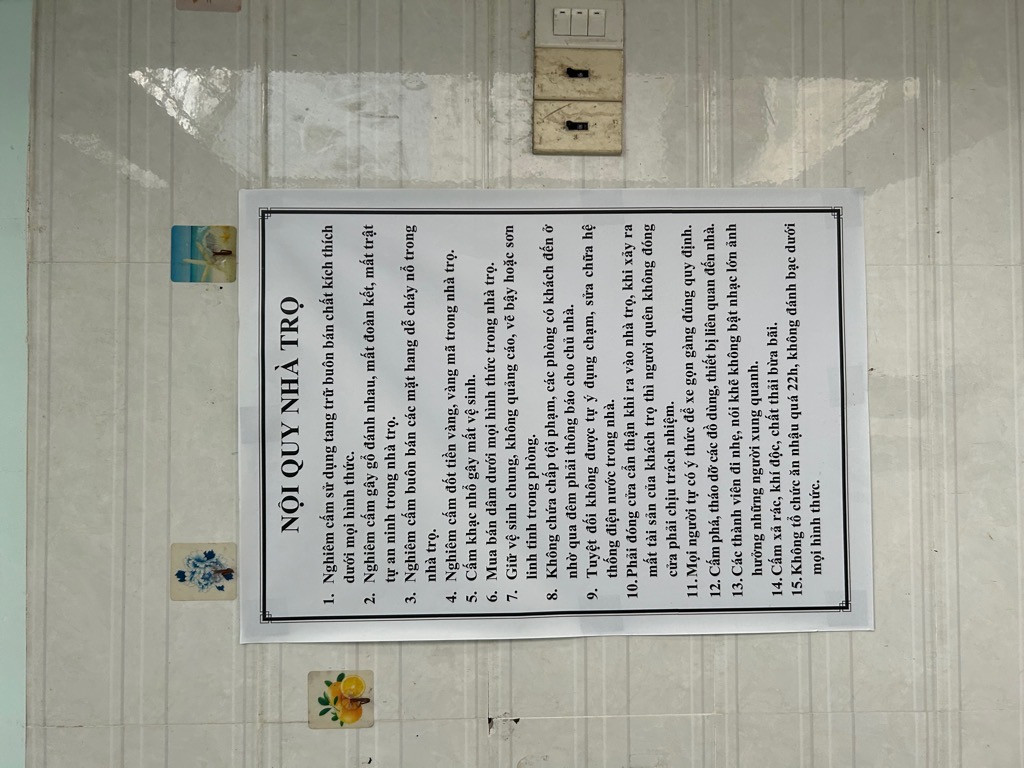 NỘI QUY NHÀ TRỌ
1. Nghiêm cấm sử dụng tang trữ buôn bán chất kích thích
dưới mọi hình thức.
2. Nghiêm cấm gây gổ đánh nhau, mất đoàn kết, mất trật
tự an ninh trong nhà trọ.
3. Nghiêm cấm buôn bán các mặt hang dễ cháy nổ trong
nhà trọ.
4. Nghiêm cấm đốt tiền vàng, vàng mã trong nhà trọ.
5. Cấm khạc nhổ gây mất vệ sinh.
6. Mua bán dâm dưới mọi hình thức trong nhà trọ.
7. Giữ vệ sinh chung, không quảng cáo, vẽ bậy hoặc sơn
linh tinh trong phòng.
8. Không chứa chấp tội phạm, các phòng có khách đến ở
nhờ qua đêm phải thông báo cho chủ nhà.
9. Tuyệt đối không được tự ý đụng chạm, sửa chữa hệ
thống điện nước trong nhà.
10. Phải đóng cửa cẩn thận khi ra vào nhà trọ, khi xảy ra
mất tài sản của khách trọ thì người quên không đóng
cửa phải chịu trách nhiệm.
11. Mọi người tự có ý thức để xe gọn gàng đúng quy định.
12. Cấm phá, tháo dỡ các đồ dùng, thiết bị liên quan đến nhà.
13. Các thành viên đi nhẹ, nói khẽ không bật nhạc lớn ảnh
hưởng những người xung quanh.
14. Cấm xả rác, khí độc, chất thải bừa bãi.
15. Không tổ chức ăn nhậu quá 22h, không đánh bạc dưới
mọi hình thức.